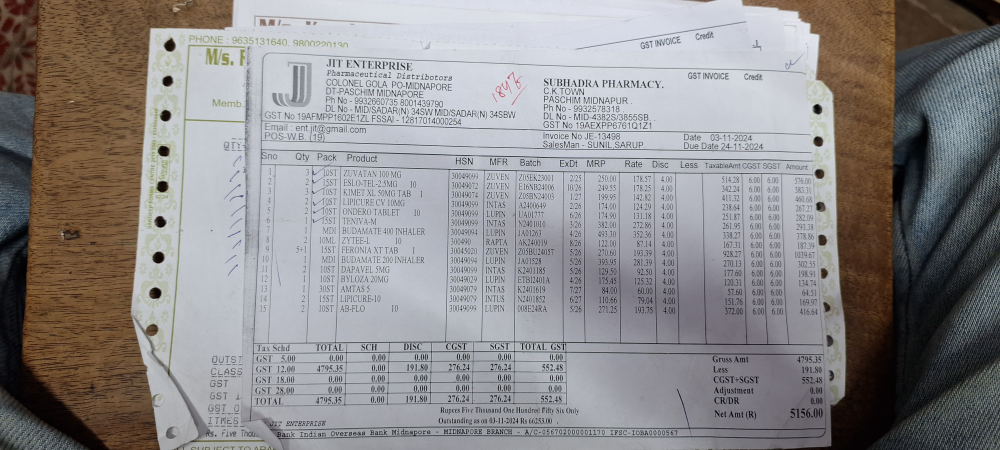 PHONE : 9635131640, 9800220130
GST INVOICE Credit
JIT ENTERPRISE
Pharmaceutical Distributors
COLONEL GOLA PO-MIDNAPORE
DT-PASCHIM MIDNAPORE
Ph No - 9932660735 8001439790
DL No - MID/SADAR(N) 34SW MID/SADAR(N) 34SBW
GST No 19AFMPP1602E1ZL FSSAI - 12817014000254
Email : ent.jit@gmail.com
POS-W.B. (19)
GST INVOICE Credit
SUBHADRA PHARMACY.
C.K.TOWN
PASCHIM MIDNAPUR .
Ph No - 9932578318
DL No - MID-4382S/3855SB. .
GST No 19AEXPP6761Q1Z1
Invoice No JE-13498 Date 03-11-2024
SalesMan - SUNIL,SARUP Due Date 24-11-2024
Sno Qty Pack Product HSN MFR Batch ExDt MRP Rate Disc Less TaxableAmt CGST SGST Amount
1 3 10ST ZUVATAN 100 MG 30049099 ZUVEN Z05EK23001 2/25 250.00 178.57 4.00 514.28 6.00 6.00 576.00
2 2 15ST ESLO-TEL-2.5MG 10 30049074 ZUVEN E16NB24006 10/26 249.55 178.25 4.00 342.24 6.00 6.00 383.31
3 3 10ST KIMET XL 50MG TAB 1 30049074 ZUVEN Z05BN24003 1/27 199.95 142.82 4.00 411.32 6.00 6.00 460.68
4 2 10ST LIPICURE CV 10MG 30049099 INTAS A2400649 2/26 174.00 124.29 4.00 238.64 6.00 6.00 267.27
5 2 10ST ONDERO TABLET 10 30049099 LUPIN UA01777 6/26 174.90 131.18 4.00 251.87 6.00 6.00 282.09
6 1 15ST TENIVA-M 30049099 INTAS N2401010 3/26 382.00 272.86 4.00 261.95 6.00 6.00 293.38
7 1 MDI BUDAMATE 400 INHALER 30049099 LUPIN JA01263 4/26 493.30 352.36 4.00 338.27 6.00 6.00 378.86
8 2 10ML ZYTEE-L 10 300490 RAPTA AK240019 8/26 122.00 87.14 4.00 167.31 6.00 6.00 187.39
9 5+1 15ST FERONIA XT TAB 1 30045020 ZUVEN Z05BU24057 2/26 270.60 193.39 4.00 928.27 6.00 6.00 1039.67
10 1 MDI BUDAMATE 200 INHALER 30049094 LUPIN JA01528 5/26 393.95 281.39 4.00 270.13 6.00 6.00 302.55
11 2 10ST DAPAVEL 5MG 30049099 INTAS K2401185 5/26 129.50 92.50 4.00 177.60 6.00 6.00 198.91
12 1 10ST BYLOZA 20MG 30049029 LUPIN ETB12401A 4/26 175.45 125.32 4.00 120.31 6.00 6.00 134.74
13 1 30ST AMTAS 5 30049079 INTAS N2401619 7/27 84.00 60.00 4.00 57.60 6.00 6.00 64.51
14 2 15ST LIPICURE-10 30049079 INTUS N2401852 6/27 110.66 79.04 4.00 151.76 6.00 6.00 169.97
15 2 10ST AB-FLO 10 30049099 LUPIN 008E24RA 5/26 271.25 193.75 4.00 372.00 6.00 6.00 416.64
Tax Schd TOTAL SCH DISC CGST SGST TOTAL GST
GST 5.00 0.00 0.00 0.00 0.00 0.00 0.00
GST 12.00 4795.35 0.00 191.80 276.24 276.24 552.48
GST 18.00 0.00 0.00 0.00 0.00 0.00 0.00
GST 28.00 0.00 0.00 0.00 0.00 0.00 0.00
TOTAL 4795.35 0.00 191.80 276.24 276.24 552.48
Gross Amt 4795.35
Less 191.80
CGST+SGST 552.48
Adjustment 0.00
CR/DR 0.00
Net Amt (R) 5156.00
Rupees Five Thousand One Hundred Fifty Six Only
Outstanding as on 03-11-2024 Rs 66253.00
JIT ENTERPRISE
Bank Indian Overseas Bank Midnapore - MIDNAPORE BRANCH - A/C-056702000001170 IFSC-IOBA0000567
OUTST
CLASS
GST
GST
GST
ITMES
Rs. Five Thou